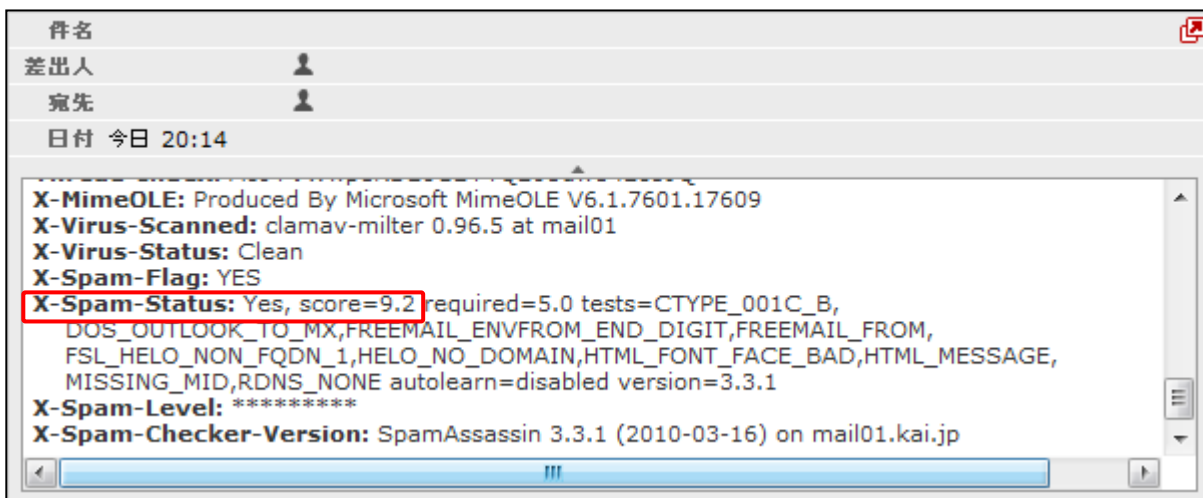 件名
差出人
宛先
日付 今日 20:14
X-MimeOLE: Produced By Microsoft MimeOLE V6.1.7601.17609
X-Virus-Scanned: clamav-milter 0.96.5 at mail01
X-Virus-Status: Clean
X-Spam-Flag: YES
X-Spam-Status: Yes, score=9.2 required=5.0 tests=CTYPE_001C_B,
DOS_OUTLOOK_TO_MX,FREEMAIL_ENVFROM_END_DIGIT,FREEMAIL_FROM,
FSL_HELO_NON_FQDN_1,HELO_NO_DOMAIN,HTML_FONT_FACE_BAD,HTML_MESSAGE,
MISSING_MID,RDNS_NONE autolearn=disabled version=3.3.1
X-Spam-Level: *********
X-Spam-Checker-Version: SpamAssassin 3.3.1 (2010-03-16) on mail01.kai.jp